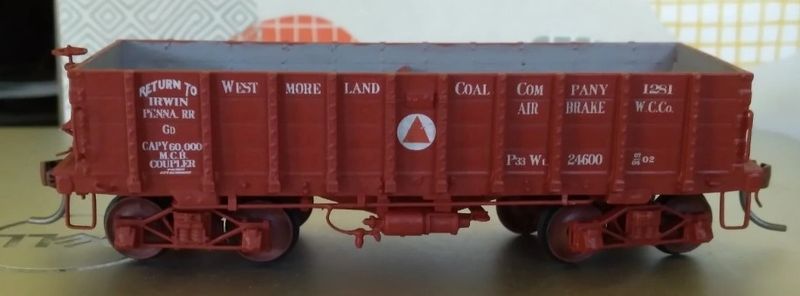 RETURN TO
IRWIN
PENNA. RR
GD
CAPY 60,000
M.C.B.
COUPLER
WEST MORE LAND COAL COM PANY 1281
AIR BRAKE W.C.Co.
P33 Wt. 24600 02